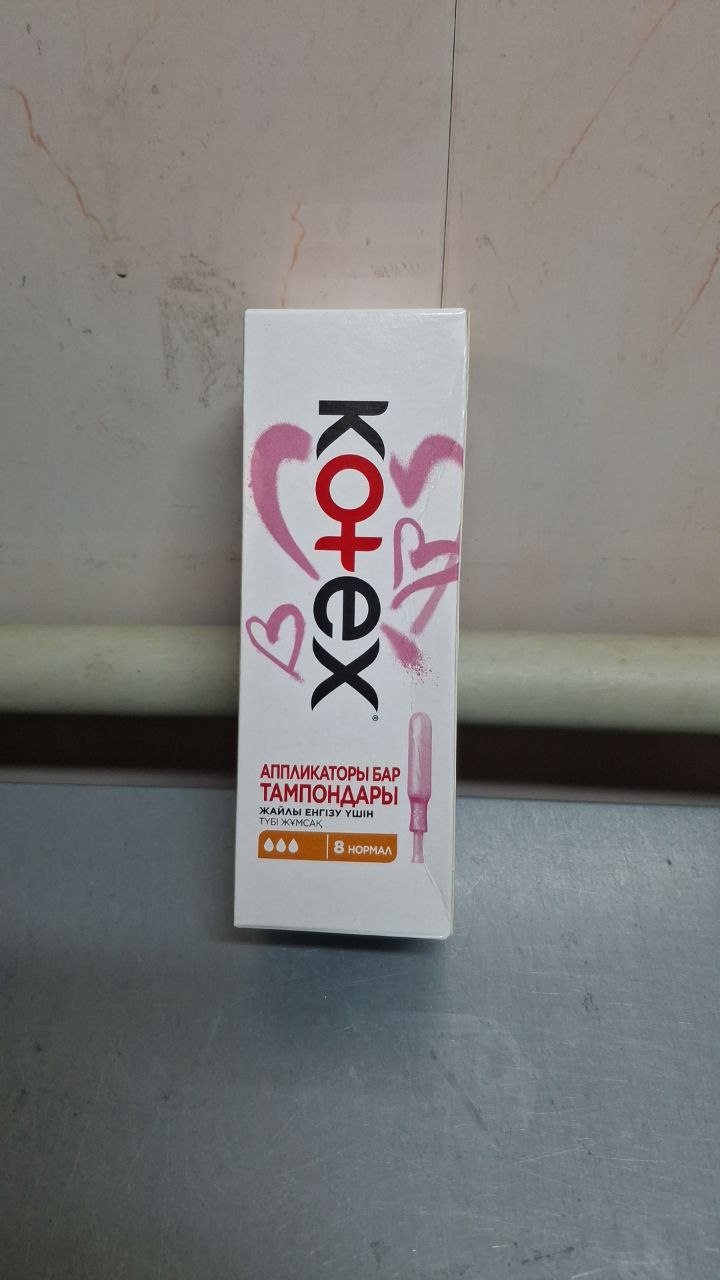 Kotex®
АППЛИКАТОРЫ БАР
ТАМПОНДАРЫ
ЖАЙЛЫ ЕНГІЗУ ҮШІН
ТҮБІ ЖҰМСАҚ
8 НОРМАЛ